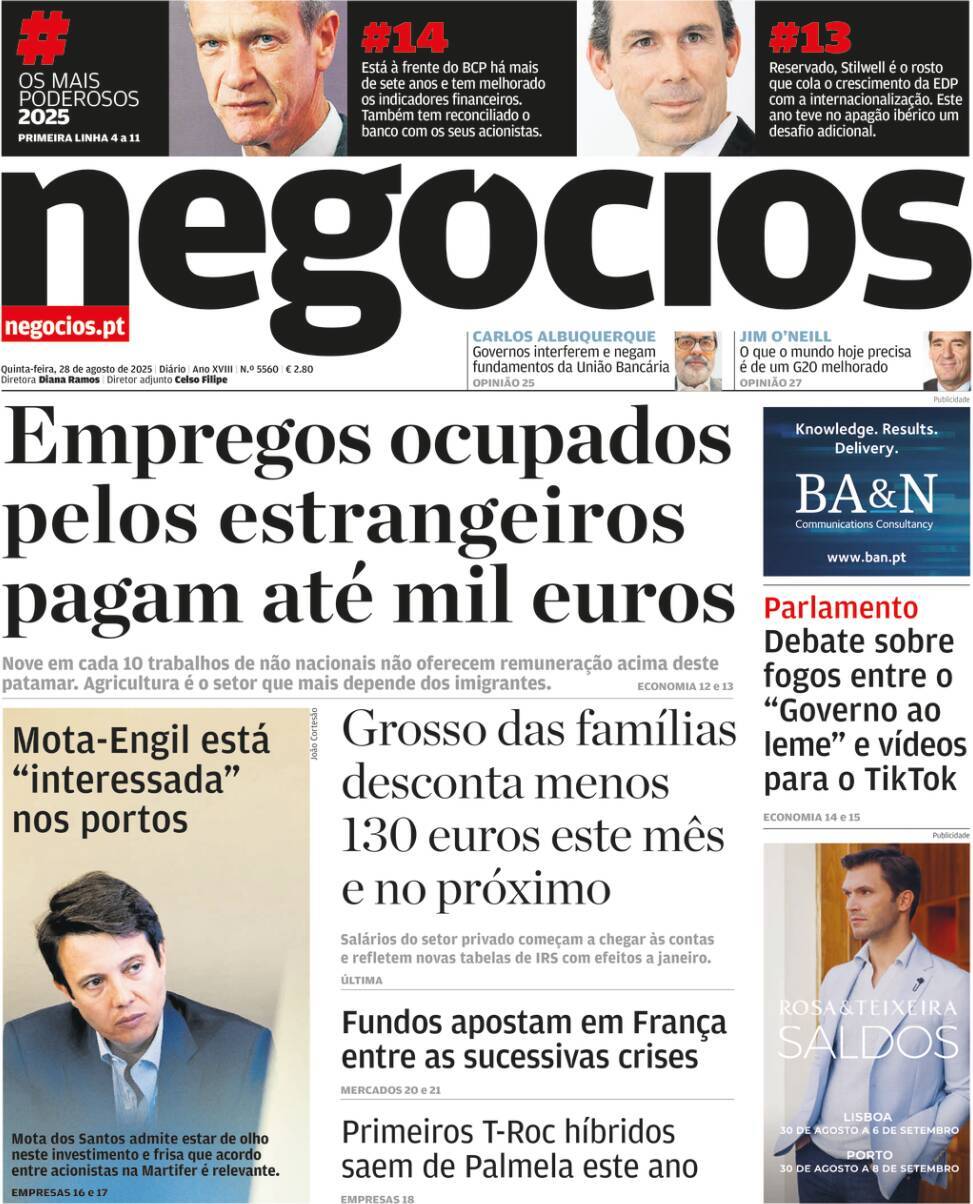 #
OS MAIS
PODEROSOS
2025
PRIMEIRA LINHA 4 a 11
#14
Está à frente do BCP há mais
de sete anos e tem melhorado
os indicadores financeiros.
Também tem reconciliado o
banco com os seus acionistas.
#13
Reservado, Stilwell é o rosto
que cola o crescimento da EDP
com a internacionalização. Este
ano teve no apagão ibérico um
desafio adicional.
negócios
negocios.pt
Quinta-feira, 28 de agosto de 2025 | Diário | Ano XVIII | N.º 5560 | € 2.80
Diretora Diana Ramos | Diretor adjunto Celso Filipe
CARLOS ALBUQUERQUE
Governos interferem e negam
fundamentos da União Bancária
OPINIÃO 25
JIM O’NEILL
O que o mundo hoje precisa
é de um G20 melhorado
OPINIÃO 27
Empregos ocupados
pelos estrangeiros
pagam até mil euros
Nove em cada 10 trabalhos de não nacionais não oferecem remuneração acima deste
patamar. Agricultura é o setor que mais depende dos imigrantes.
ECONOMIA 12 e 13
Publicidade
Knowledge. Results.
Delivery.
BA&N
Communications Consultancy
www.ban.pt
Parlamento
Debate sobre
fogos entre o
“Governo ao
leme” e vídeos
para o TikTok
ECONOMIA 14 e 15
Mota-Engil está
“interessada”
nos portos
João Cortesão
Mota dos Santos admite estar de olho
neste investimento e frisa que acordo
entre acionistas na Martifer é relevante.
EMPRESAS 16 e 17
Grosso das famílias
desconta menos
130 euros este mês
e no próximo
Salários do setor privado começam a chegar às contas
e refletem novas tabelas de IRS com efeitos a janeiro.
ÚLTIMA
Fundos apostam em França
entre as sucessivas crises
MERCADOS 20 e 21
Primeiros T-Roc híbridos
saem de Palmela este ano
EMPRESAS 18
Publicidade
ROSA&TEIXEIRA
SALDOS
LISBOA
30 DE AGOSTO A 6 DE SETEMBRO
PORTO
30 DE AGOSTO A 8 DE SETEMBRO